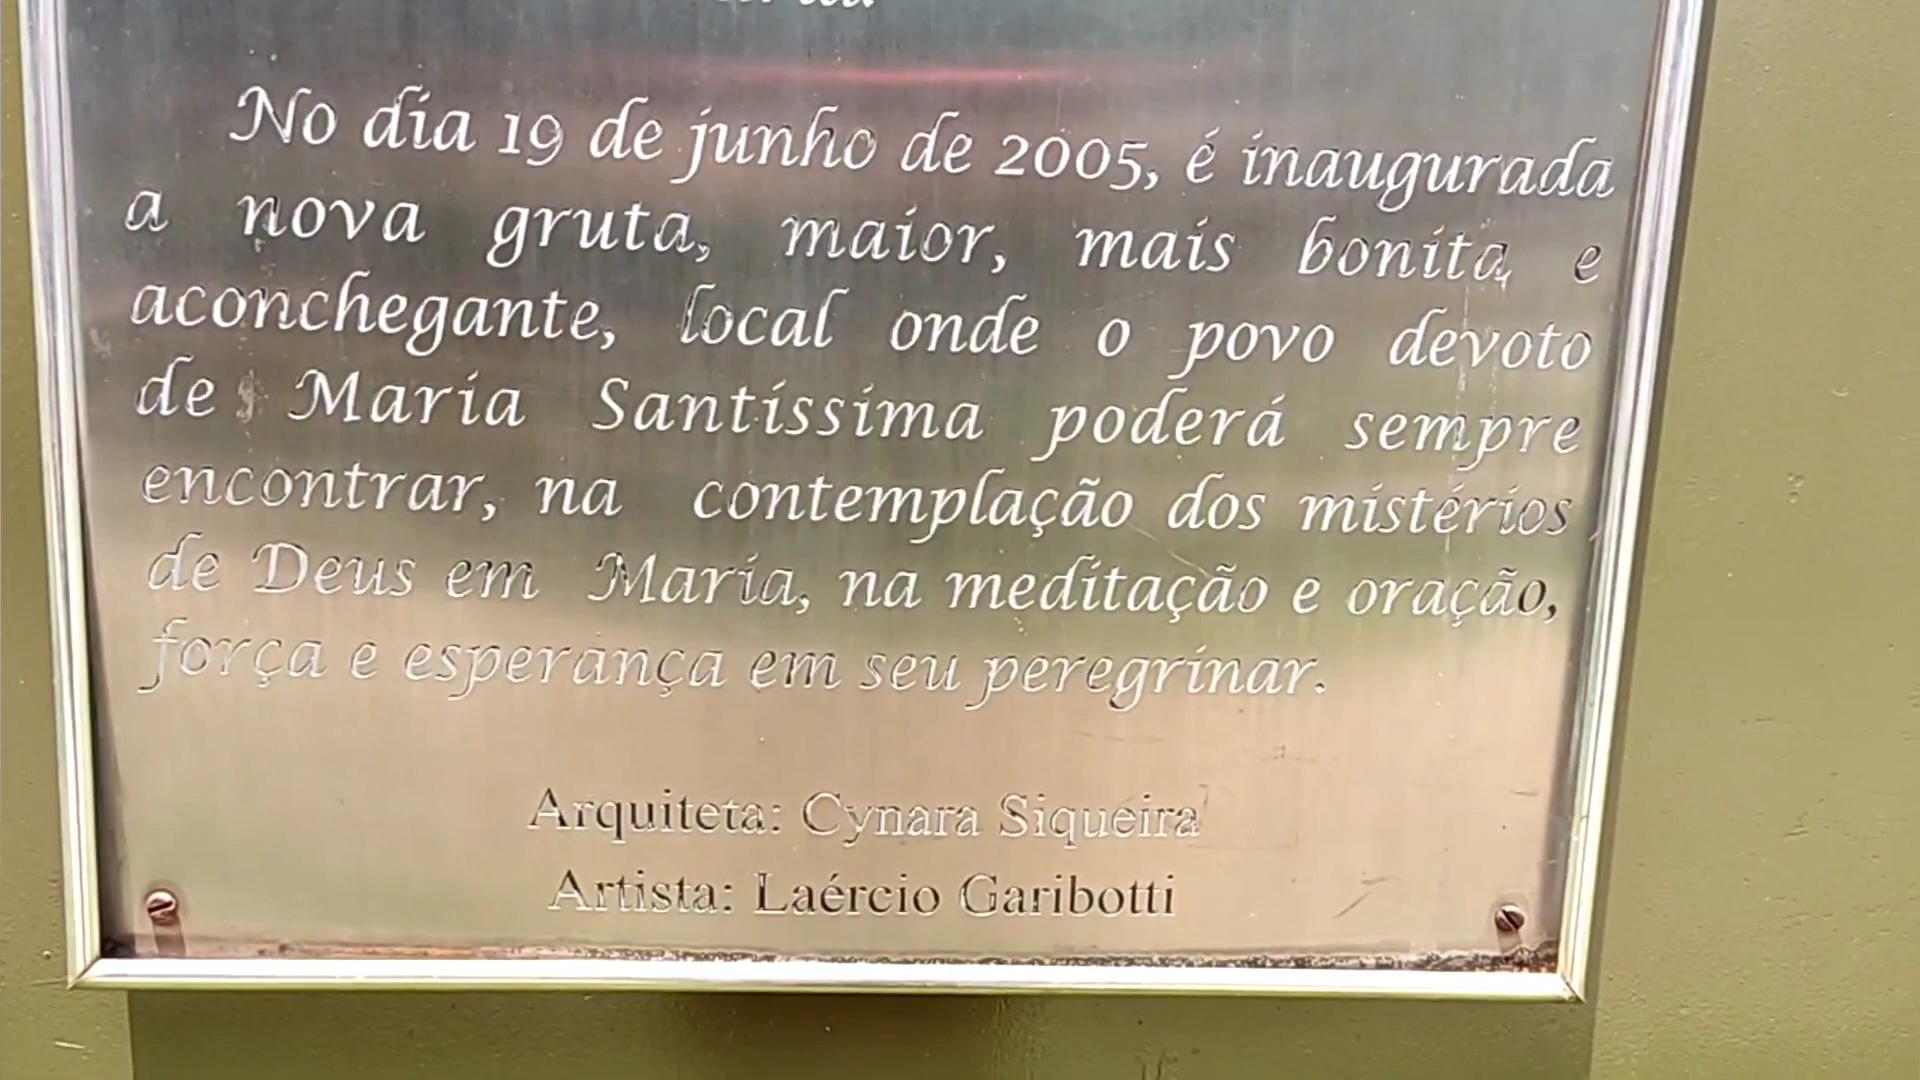 No dia 19 de junho de 2005, é inaugurada
a nova gruta, maior, mais bonita e
aconchegante, local onde o povo devoto
de Maria Santíssima poderá sempre
encontrar, na contemplação dos mistérios
de Deus em Maria, na meditação e oração,
força e esperança em seu peregrinar.
Arquiteta: Cynara Siqueira
Artista: Laércio Garibotti